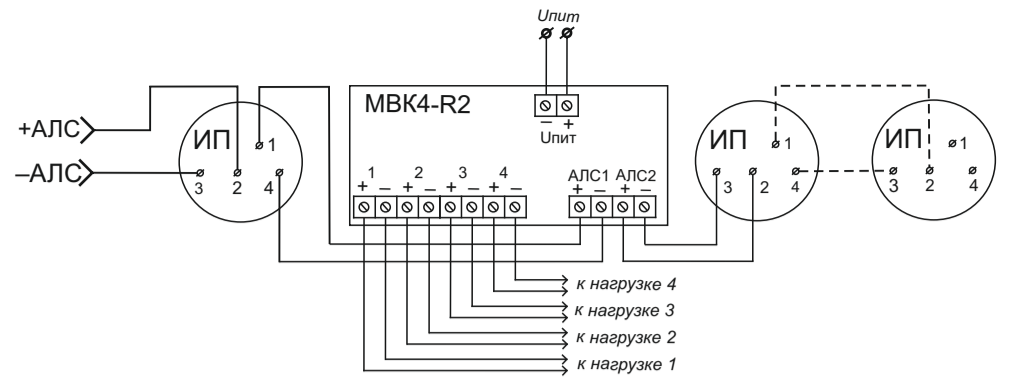 Uпит
МВК4-R2
– +
Uпит
+АЛС
–АЛС
ИП
1
3 2 4
1 2 3 4
+ – + – + – + –
АЛС1 АЛС2
+ – + –
ИП
1
3 2 4
ИП
1
3 2 4
к нагрузке 4
к нагрузке 3
к нагрузке 2
к нагрузке 1